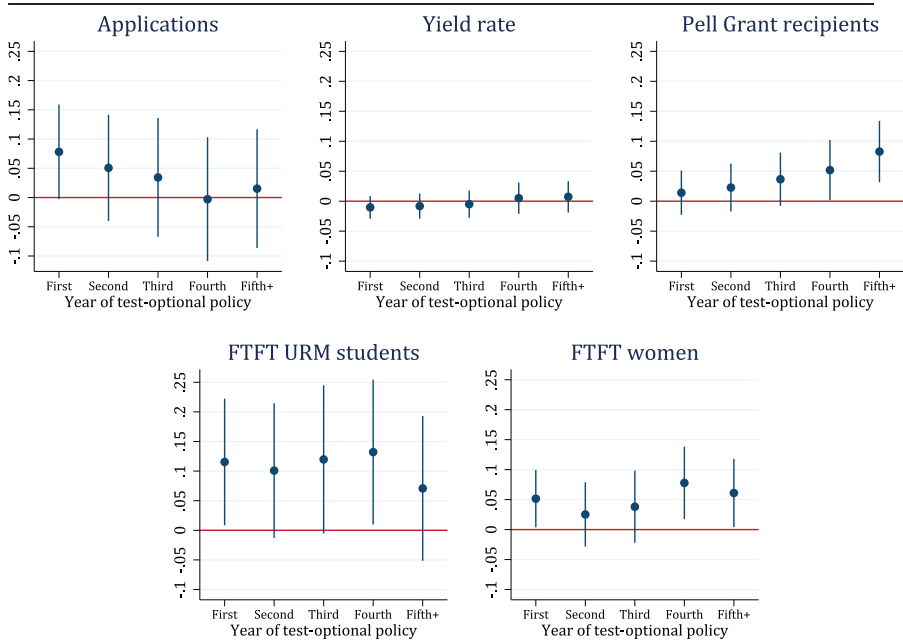 Applications
.25
.2
.15
.1
.05
0
-.05
-.1
First Second Third Fourth Fifth+
Year of test-optional policy
Yield rate
.25
.2
.15
.1
.05
0
-.05
-.1
First Second Third Fourth Fifth+
Year of test-optional policy
Pell Grant recipients
.25
.2
.15
.1
.05
0
-.05
-.1
First Second Third Fourth Fifth+
Year of test-optional policy
FTFT URM students
.25
.2
.15
.1
.05
0
-.05
-.1
First Second Third Fourth Fifth+
Year of test-optional policy
FTFT women
.25
.2
.15
.1
.05
0
-.05
-.1
First Second Third Fourth Fifth+
Year of test-optional policy